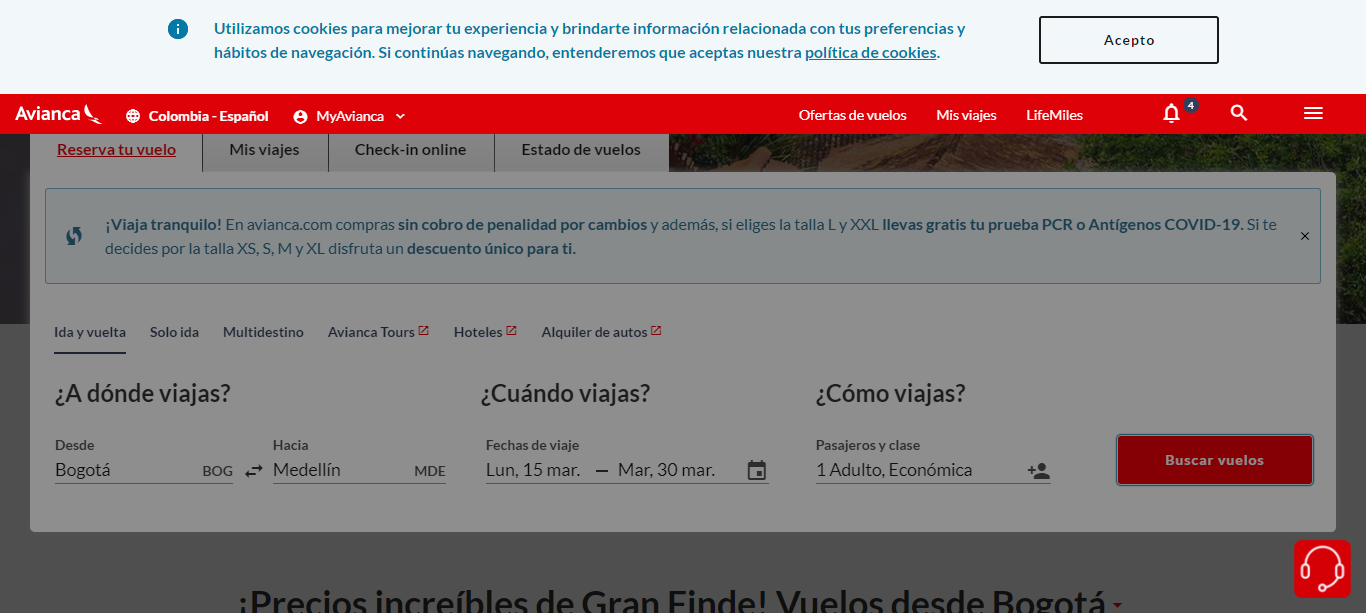 Utilizamos cookies para mejorar tu experiencia y brindarte información relacionada con tus preferencias y
hábitos de navegación. Si continúas navegando, entenderemos que aceptas nuestra política de cookies.
Acepto
Avianca
Colombia - Español
MyAvianca
Ofertas de vuelos
Mis viajes
LifeMiles
4
Reserva tu vuelo
Mis viajes
Check-in online
Estado de vuelos
¡Viaja tranquilo! En avianca.com compras sin cobro de penalidad por cambios y además, si eliges la talla L y XXL llevas gratis tu prueba PCR o Antígenos COVID-19. Si te
decides por la talla XS, S, M y XL disfruta un descuento único para ti.
Ida y vuelta
Solo ida
Multidestino
Avianca Tours
Hoteles
Alquiler de autos
¿A dónde viajas?
¿Cuándo viajas?
¿Cómo viajas?
Desde
Hacia
Fechas de viaje
Pasajeros y clase
Bogotá BOG
Medellín MDE
Lun, 15 mar. — Mar, 30 mar.
1 Adulto, Económica
Buscar vuelos
¡Precios increíbles de Gran Finde! Vuelos desde Bogotá